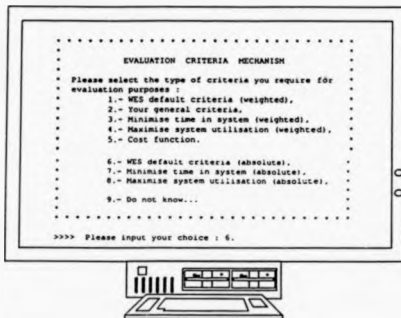 EVALUATION CRITERIA MECHANISM
Please select the type of criteria you require for
evaluation purposes :
1.- WES default criteria (weighted),
2.- Your general criteria,
3.- Minimise time in system (weighted),
4.- Maximise system utilisation (weighted),
5.- Cost function.
6.- WES default criteria (absolute),
7.- Minimise time in system (absolute),
8.- Maximise system utilisation (absolute),
9.- Do not know...
>>>> Please input your choice : 6.